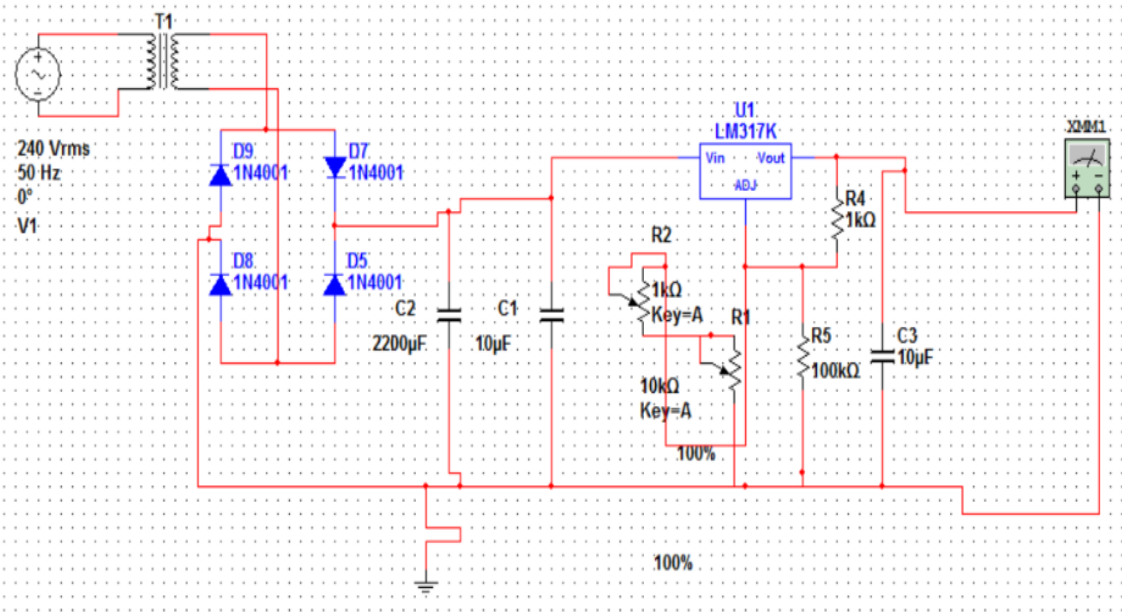 T1
240 Vrms
50 Hz
0°
V1
D9
1N4001
D7
1N4001
D8
1N4001
D5
1N4001
C2
2200µF
C1
10µF
U1
LM317K
Vin
Vout
ADJ
R4
1kΩ
R2
1kΩ
Key=A
R1
10kΩ
Key=A
100%
R5
100kΩ
C3
10µF
XMM1
100%